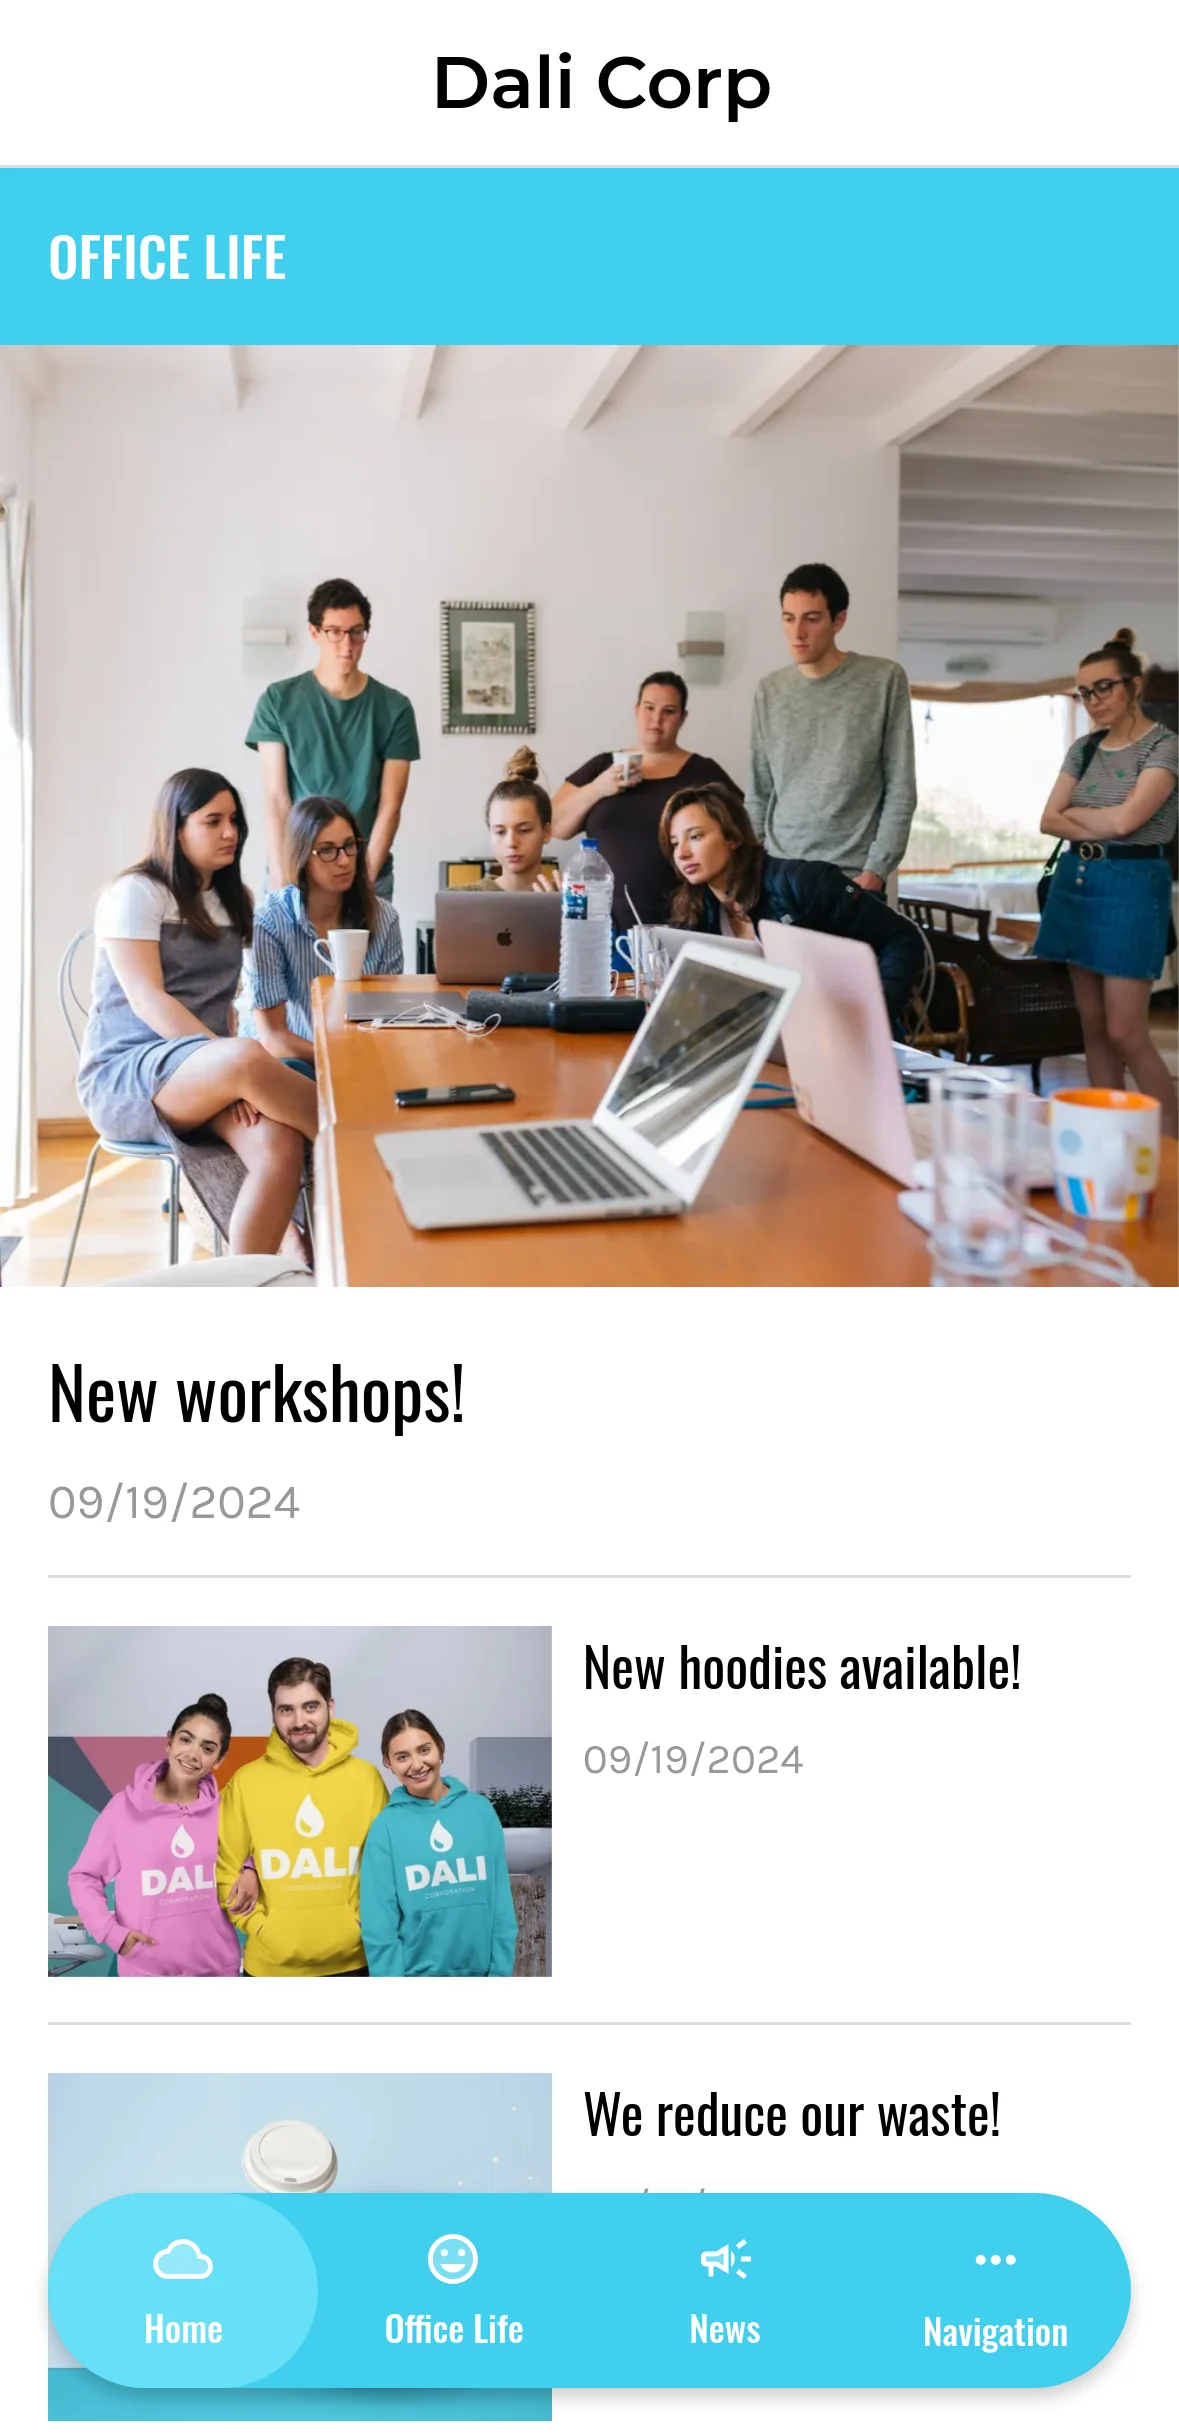 Dali Corp
OFFICE LIFE
New workshops!
09/19/2024
New hoodies available!
09/19/2024
DALI
CORPORATION
DALI
CORPORATION
DALI
CORPORATION
We reduce our waste!
Home
Office Life
News
Navigation